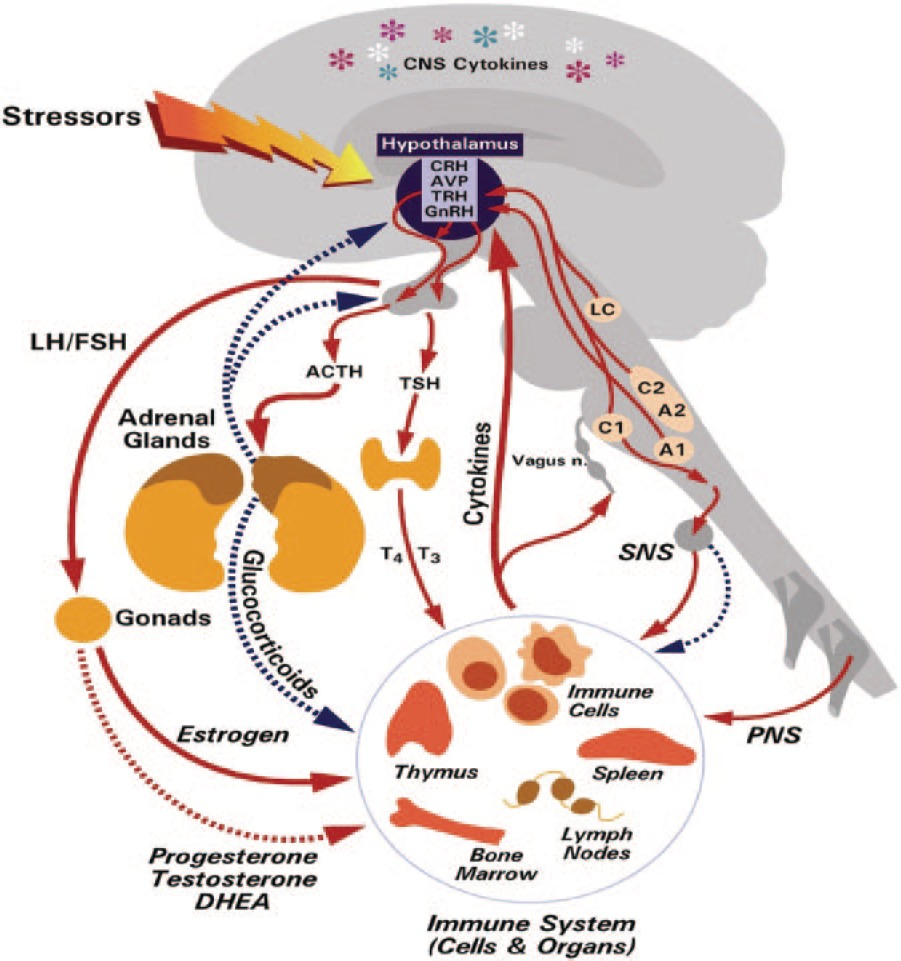 CNS Cytokines
Stressors
Hypothalamus
CRH
AVP
TRH
GnRH
LC
LH/FSH
ACTH
TSH
C2
A2
Adrenal
Glands
C1
A1
Cytokines
Vagus n.
T4 T3
SNS
Glucocorticoids
Gonads
Immune
Cells
Estrogen
PNS
Thymus
Spleen
Lymph
Nodes
Bone
Marrow
Progesterone
Testosterone
DHEA
Immune System
(Cells & Organs)